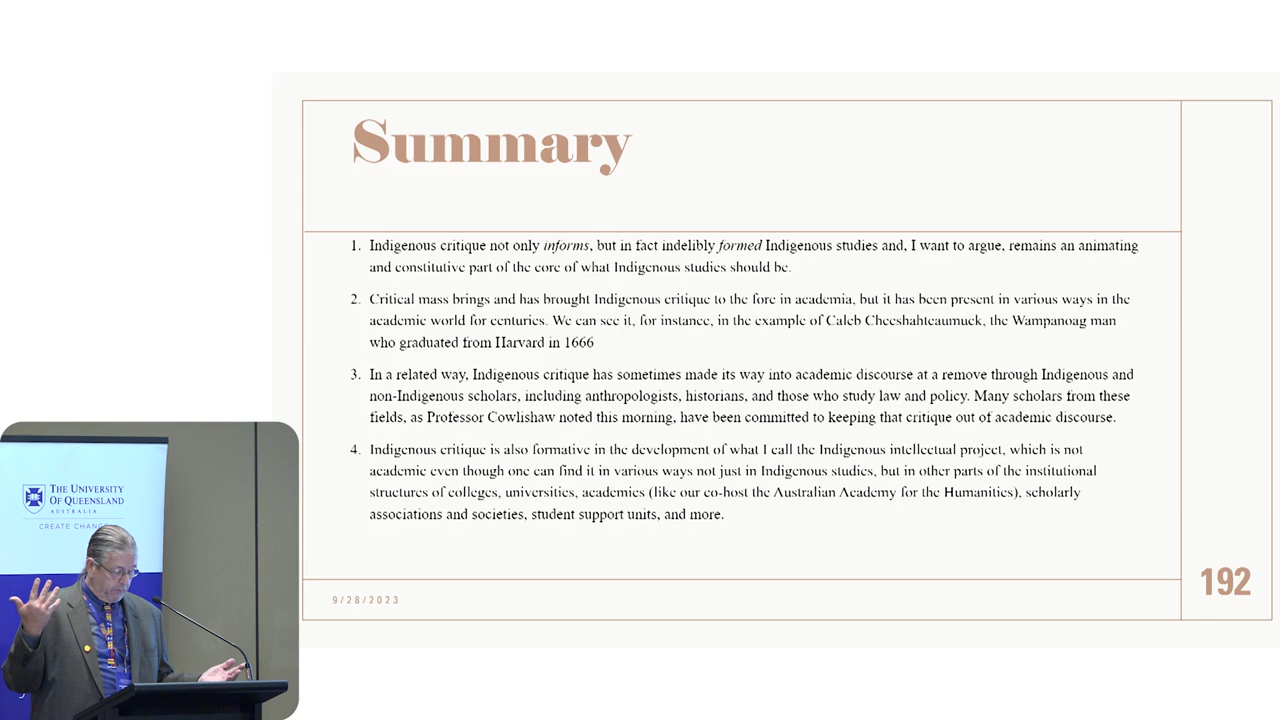 Summary
1. Indigenous critique not only informs, but in fact indelibly formed Indigenous studies and, I want to argue, remains an animating
and constitutive part of the core of what Indigenous studies should be.
2. Critical mass brings and has brought Indigenous critique to the fore in academia, but it has been present in various ways in the
academic world for centuries. We can see it, for instance, in the example of Caleb Cheeshahteaumuck, the Wampanoag man
who graduated from Harvard in 1666
3. In a related way, Indigenous critique has sometimes made its way into academic discourse at a remove through Indigenous and
non-Indigenous scholars, including anthropologists, historians, and those who study law and policy. Many scholars from these
fields, as Professor Cowlishaw noted this morning, have been committed to keeping that critique out of academic discourse.
4. Indigenous critique is also formative in the development of what I call the Indigenous intellectual project, which is not
academic even though one can find it in various ways not just in Indigenous studies, but in other parts of the institutional
structures of colleges, universities, academies (like our co-host the Australian Academy for the Humanities), scholarly
associations and societies, student support units, and more.
192
9/28/2023
THE UNIVERSITY
OF QUEENSLAND
AUSTRALIA
CREATE CHANGE